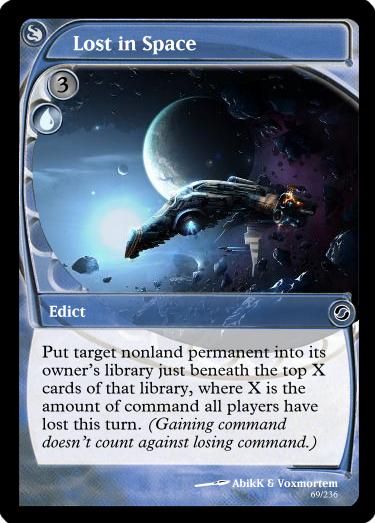 Lost in Space
3
Edict
Put target nonland permanent into its
owner's library just beneath the top X
cards of that library, where X is the
amount of command all players have
lost this turn. (Gaining command
doesn't count against losing command.)
AbikK & Voxmortem
69/236